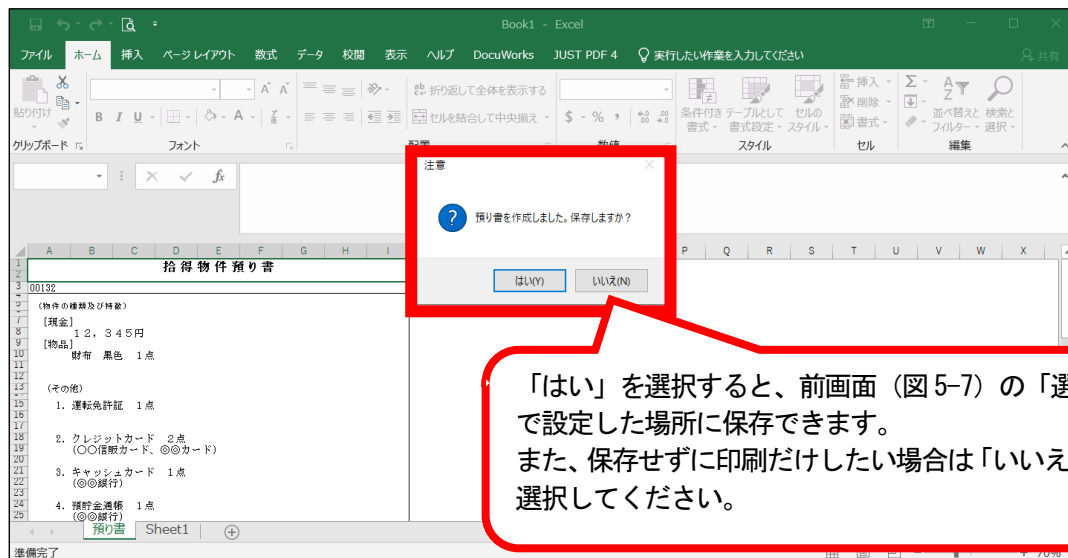 Book1 - Excel
ファイル ホーム 挿入 ページ レイアウト 数式 データ 校閲 表示 ヘルプ DocuWorks JUST PDF 4 実行したい作業を入力してください 共有
貼り付け
B I U
折り返して全体を表示する
セルを結合して中央揃え
$ - % ,
条件付き書式 テーブルとして書式設定 セルのスタイル
挿入
削除
書式
並べ替えと フィルター 検索と選択
クリップボード フォント 配置 数値 スタイル セル 編集
fx
注意
預り書を作成しました。保存しますか?
はい(Y) いいえ(N)
A B C D E F G H I P Q R S T U V W X
拾得物件預り書
00132
(物件の種類及び特徴)
[現金]
12,345円
[物品]
財布 黒色 1点
(その他)
1. 運転免許証 1点
2. クレジットカード 2点
(〇〇信販カード、◎◎カード)
3. キャッシュカード 1点
(◎◎銀行)
4. 預貯金通帳 1点
(◎◎銀行)
「はい」を選択すると、前画面(図5-7)の「選
で設定した場所に保存できます。
また、保存せずに印刷だけしたい場合は「いいえ
選択してください。
預り書 Sheet1
準備完了
70%